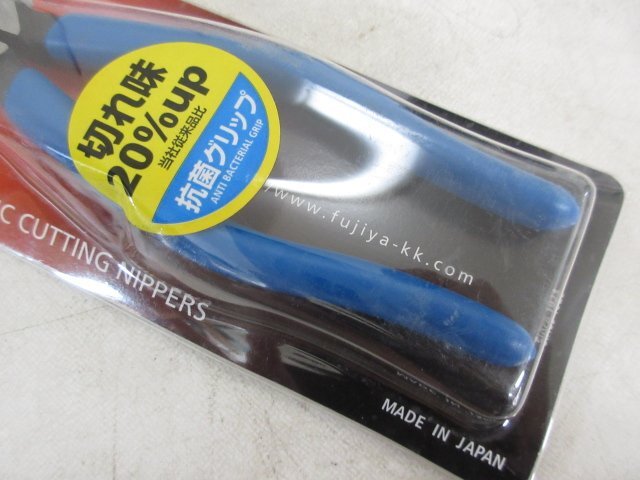 切れ味
20%up
当社従来品比
抗菌グリップ
ANTI BACTERIAL GRIP
www.fujiya-kk.com
CUTTING NIPPERS
MADE IN JAPAN